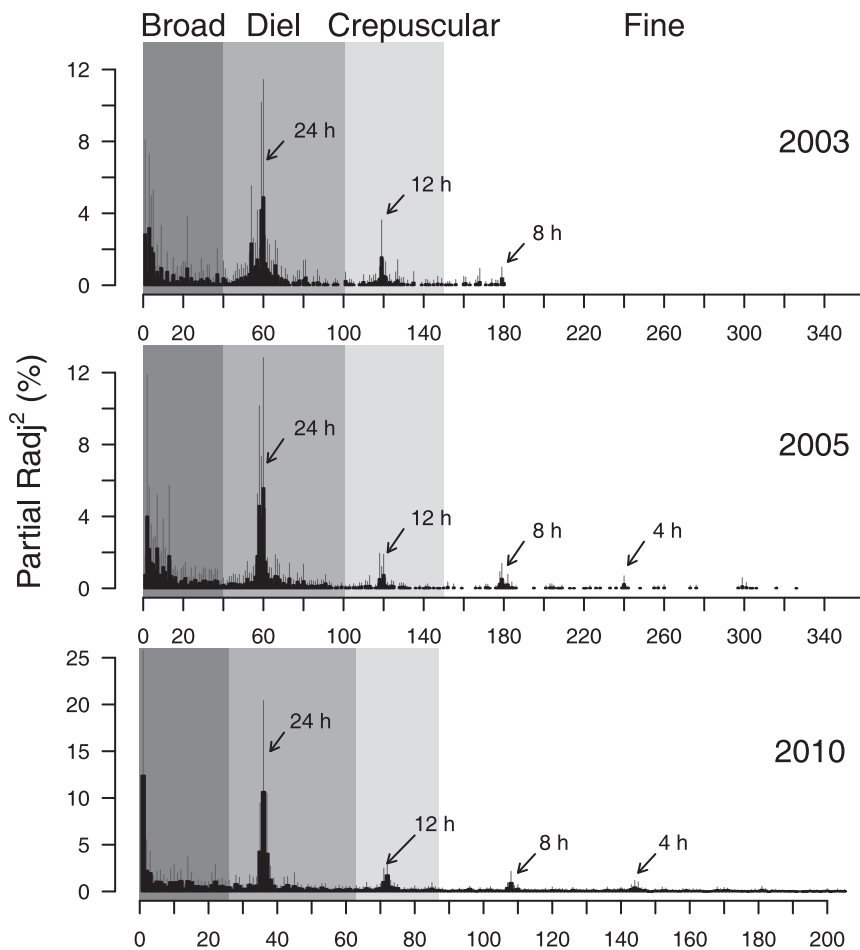 Broad Diel Crepuscular Fine
12
24 h
2003
8
12 h
4
8 h
0
0 20 60 100 140 180 220 260 300 340
Partial Radj² (%)
12
24 h
2005
8
12 h
8 h
4 h
4
0
0 20 60 100 140 180 220 260 300 340
25
20
24 h
2010
15
10
12 h
8 h
4 h
5
0
0 20 40 60 80 100 120 140 160 180 200